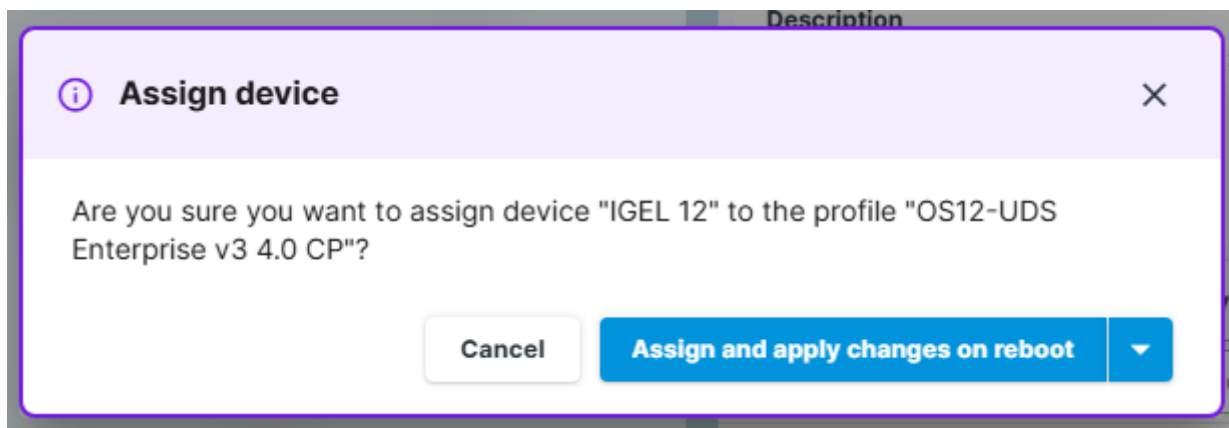 Description
Assign device
Are you sure you want to assign device "IGEL 12" to the profile "OS12-UDS
Enterprise v3 4.0 CP"?
Cancel
Assign and apply changes on reboot